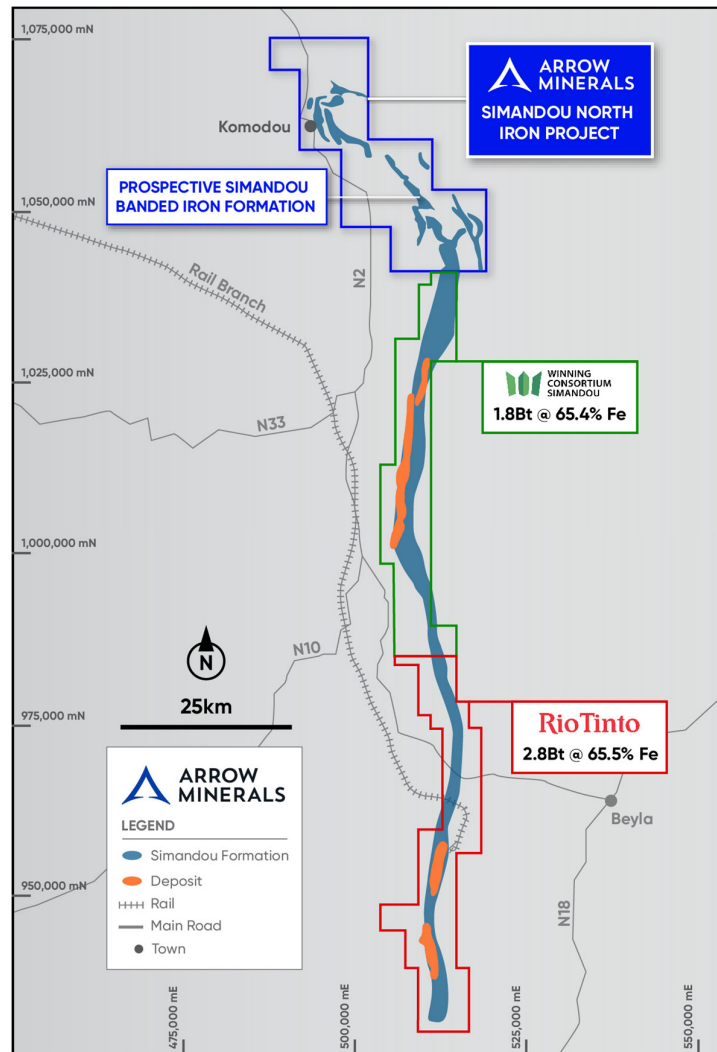 1,075,000 mN
ARROW
MINERALS
SIMANDOU NORTH
IRON PROJECT
Komodou
PROSPECTIVE SIMANDOU
BANDED IRON FORMATION
1,050,000 mN
Rail Branch
N2
1,025,000 mN
WINNING
CONSORTIUM
SIMANDOU
1.8Bt @ 65.4% Fe
N33
1,000,000 mN
N
N10
25km
975,000 mN
RioTinto
2.8Bt @ 65.5% Fe
ARROW
MINERALS
LEGEND
Simandou Formation
Deposit
Rail
Main Road
Town
Beyla
950,000 mN
N18
475,000 mE
500,000 mE
525,000 mE
550,000 mE